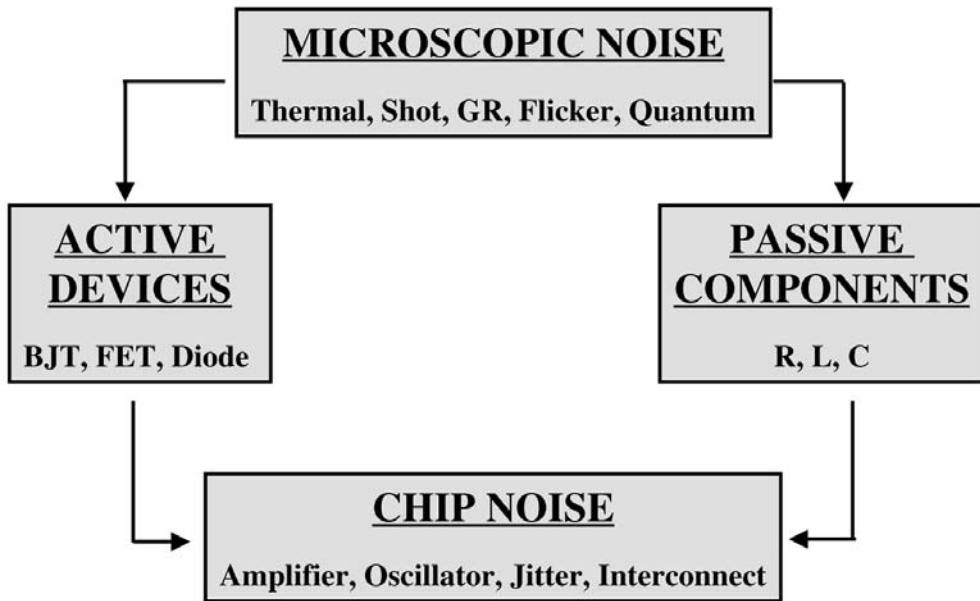 MICROSCOPIC NOISE
Thermal, Shot, GR, Flicker, Quantum
ACTIVE
DEVICES
BJT, FET, Diode
PASSIVE
COMPONENTS
R, L, C
CHIP NOISE
Amplifier, Oscillator, Jitter, Interconnect